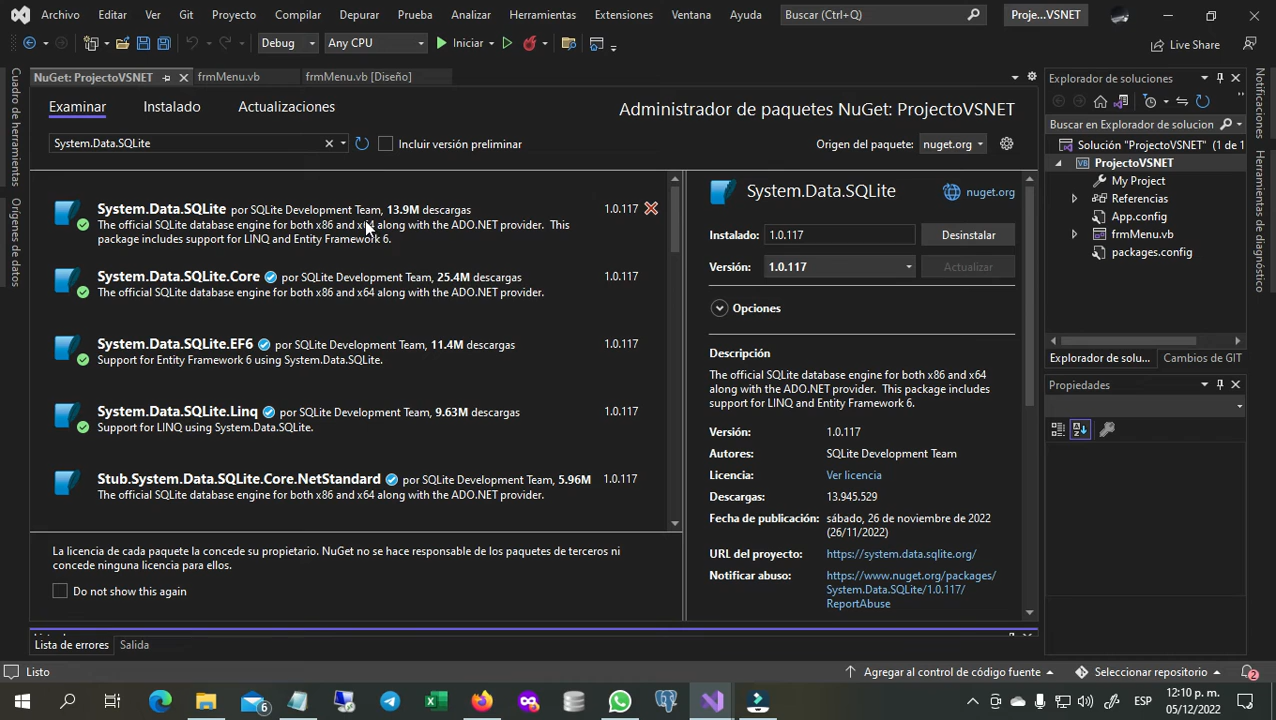 Archivo Editar Ver Git Proyecto Compilar Depurar Prueba Analizar Herramientas Extensiones Ventana Ayuda Buscar (Ctrl+Q) Proje...VSNET
Debug Any CPU Iniciar Live Share
NuGet: ProjectoVSNET frmMenu.vb frmMenu.vb [Diseño]
Cuadro de herramientas
Orígenes de datos
Examinar Instalado Actualizaciones Administrador de paquetes NuGet: ProjectoVSNET
System.Data.SQLite Incluir versión preliminar Origen del paquete: nuget.org
System.Data.SQLite por SQLite Development Team, 13.9M descargas 1.0.117
The official SQLite database engine for both x86 and x64 along with the ADO.NET provider. This
package includes support for LINQ and Entity Framework 6.
System.Data.SQLite.Core por SQLite Development Team, 25.4M descargas 1.0.117
The official SQLite database engine for both x86 and x64 along with the ADO.NET provider.
System.Data.SQLite.EF6 por SQLite Development Team, 11.4M descargas 1.0.117
Support for Entity Framework 6 using System.Data.SQLite.
System.Data.SQLite.Linq por SQLite Development Team, 9.63M descargas 1.0.117
Support for LINQ using System.Data.SQLite.
Stub.System.Data.SQLite.Core.NetStandard por SQLite Development Team, 5.96M 1.0.117
The official SQLite database engine for both x86 and x64 along with the ADO.NET provider.
La licencia de cada paquete la concede su propietario. NuGet no se hace responsable de los paquetes de terceros ni
concede ninguna licencia para ellos.
Do not show this again
System.Data.SQLite nuget.org
Instalado: 1.0.117 Desinstalar
Versión: 1.0.117 Actualizar
Opciones
Descripción
The official SQLite database engine for both x86 and x64
along with the ADO.NET provider. This package includes
support for LINQ and Entity Framework 6.
Versión: 1.0.117
Autores: SQLite Development Team
Licencia: Ver licencia
Descargas: 13.945.529
Fecha de publicación: sábado, 26 de noviembre de 2022
(26/11/2022)
URL del proyecto: https://system.data.sqlite.org/
Notificar abuso: https://www.nuget.org/packages/
System.Data.SQLite/1.0.117/
ReportAbuse
Explorador de soluciones
Buscar en Explorador de solucion
Solución "ProjectoVSNET" (1 de 1
VB ProjectoVSNET
My Project
Referencias
App.config
frmMenu.vb
packages.config
Explorador de solu... Cambios de GIT
Propiedades
Notificaciones
Herramientas de diagnóstico
Lista de errores Salida
Listo Agregar al control de código fuente Seleccionar repositorio 2
6 ESP 12:10 p. m.
05/12/2022